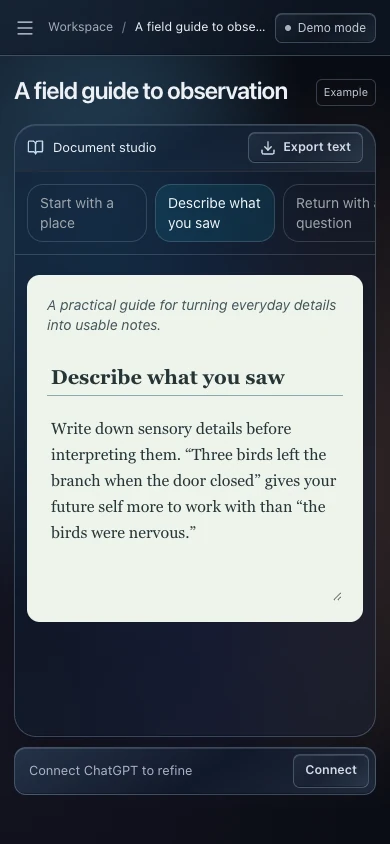 Workspace / A field guide to obse...
Demo mode
A field guide to observation
Example
Document studio
Export text
Start with a
place
Describe what
you saw
Return with a
question
A practical guide for turning everyday details
into usable notes.
Describe what you saw
Write down sensory details before
interpreting them. “Three birds left the
branch when the door closed” gives your
future self more to work with than “the
birds were nervous.”
Connect ChatGPT to refine
Connect